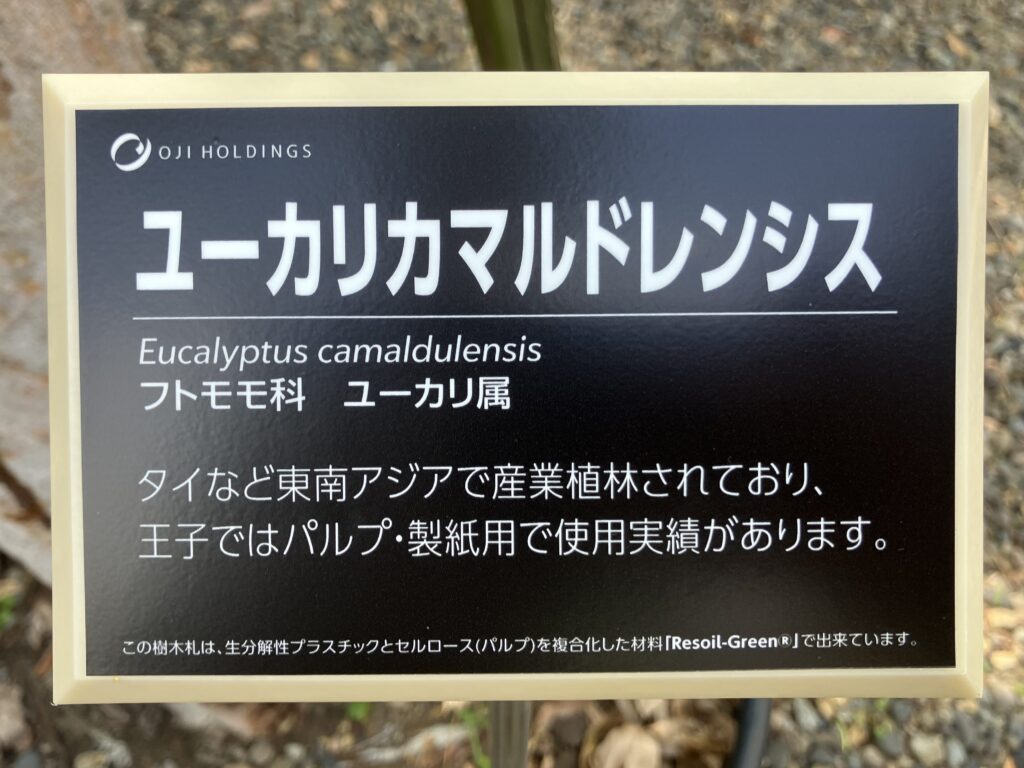 OJI HOLDINGS
ユーカリカマルドレンシス
Eucalyptus camaldulensis
フトモモ科　ユーカリ属
タイなど東南アジアで産業植林されており、
王子ではパルプ・製紙用で使用実績があります。
この樹木札は、生分解性プラスチックとセルロース(パルプ)を複合化した材料「Resoil-Green®」で出来ています。